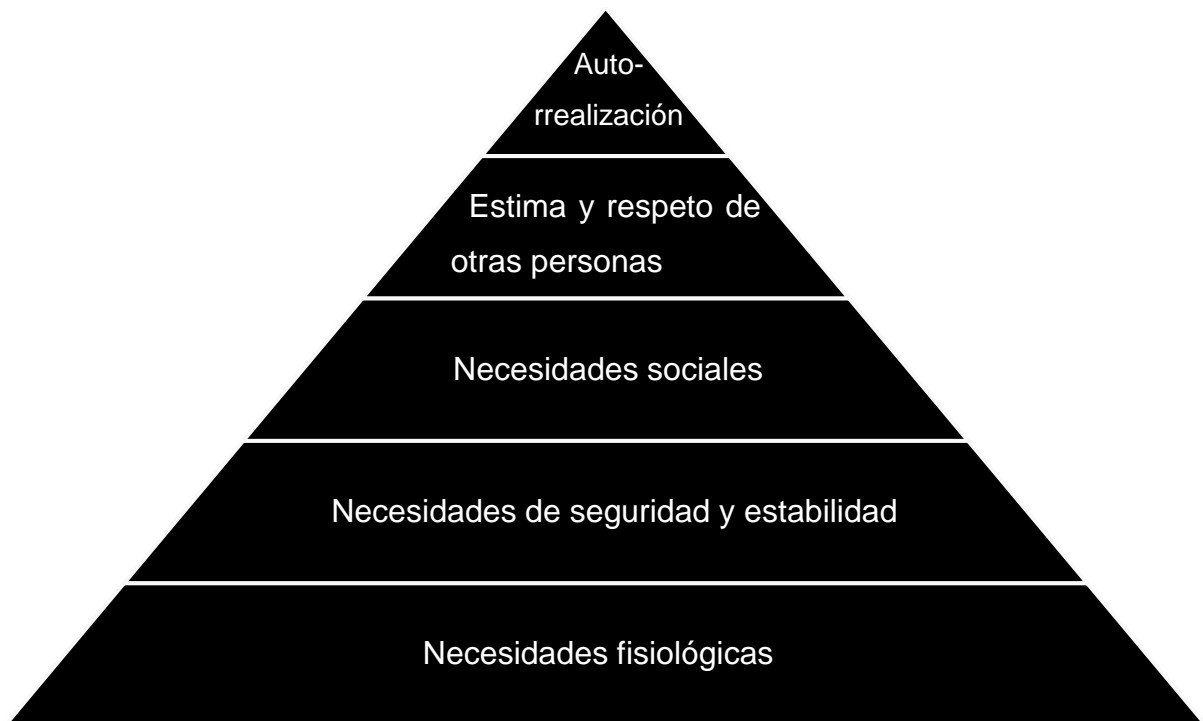 Auto-
rrealización
Estima y respeto de
otras personas
Necesidades sociales
Necesidades de seguridad y estabilidad
Necesidades fisiológicas